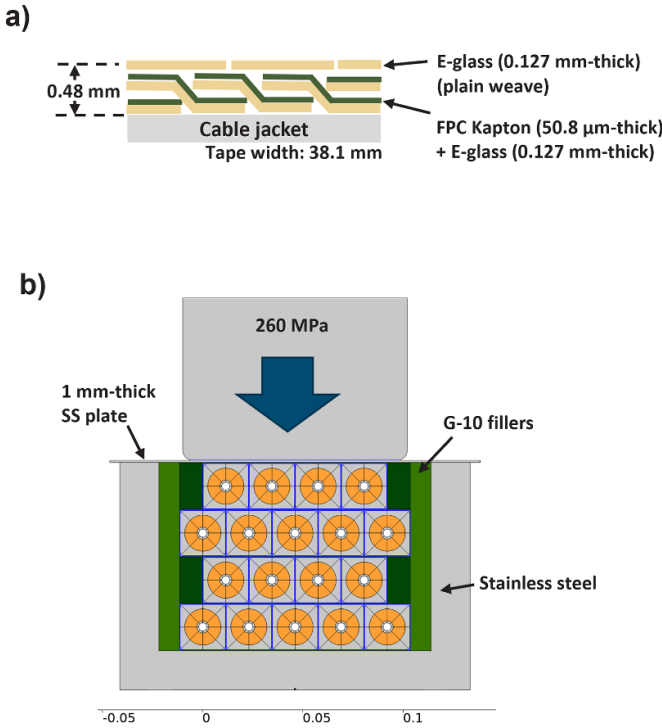 a)
E-glass (0.127 mm-thick)
(plain weave)
0.48 mm
Cable jacket
Tape width: 38.1 mm
FPC Kapton (50.8 µm-thick)
+ E-glass (0.127 mm-thick)
b)
260 MPa
1 mm-thick
SS plate
G-10 fillers
Stainless steel
-0.05 0 0.05 0.1